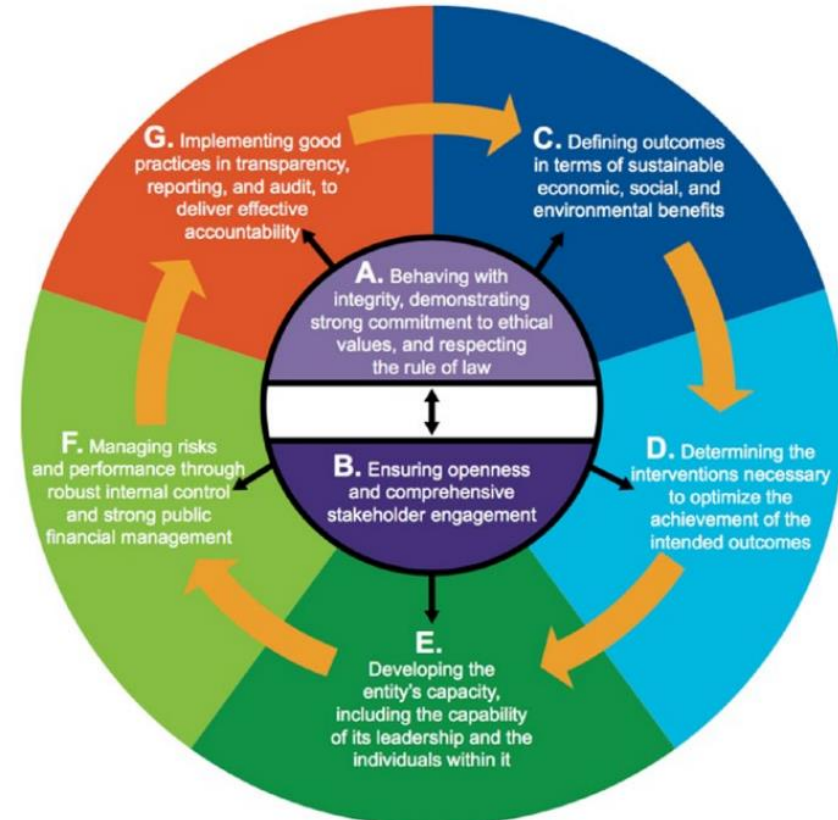 G. Implementing good
practices in transparency,
reporting, and audit, to
deliver effective
accountability
C. Defining outcomes
in terms of sustainable
economic, social, and
environmental benefits
A. Behaving with
integrity, demonstrating
strong commitment to ethical
values, and respecting
the rule of law
F. Managing risks
and performance through
robust internal control
and strong public
financial management
B. Ensuring openness
and comprehensive
stakeholder engagement
D. Determining the
interventions necessary
to optimize the
achievement of the
intended outcomes
E.
Developing the
entity's capacity,
including the capability
of its leadership and the
individuals within it